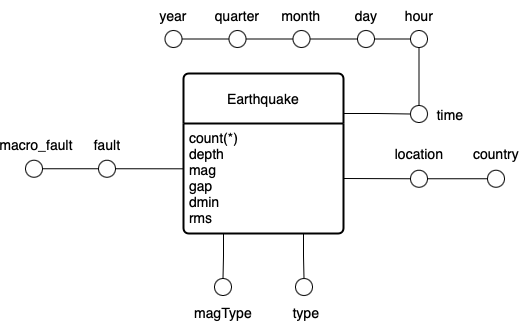 year quarter month day hour
Earthquake
time
count(*)
depth
mag
gap
dmin
rms
macro_fault fault
location country
magType type